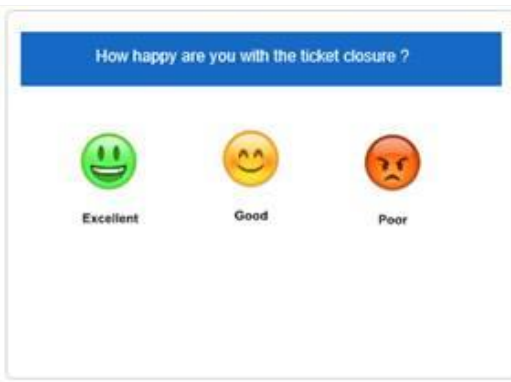 How happy are you with the ticket closure ?
Excellent
Good
Poor